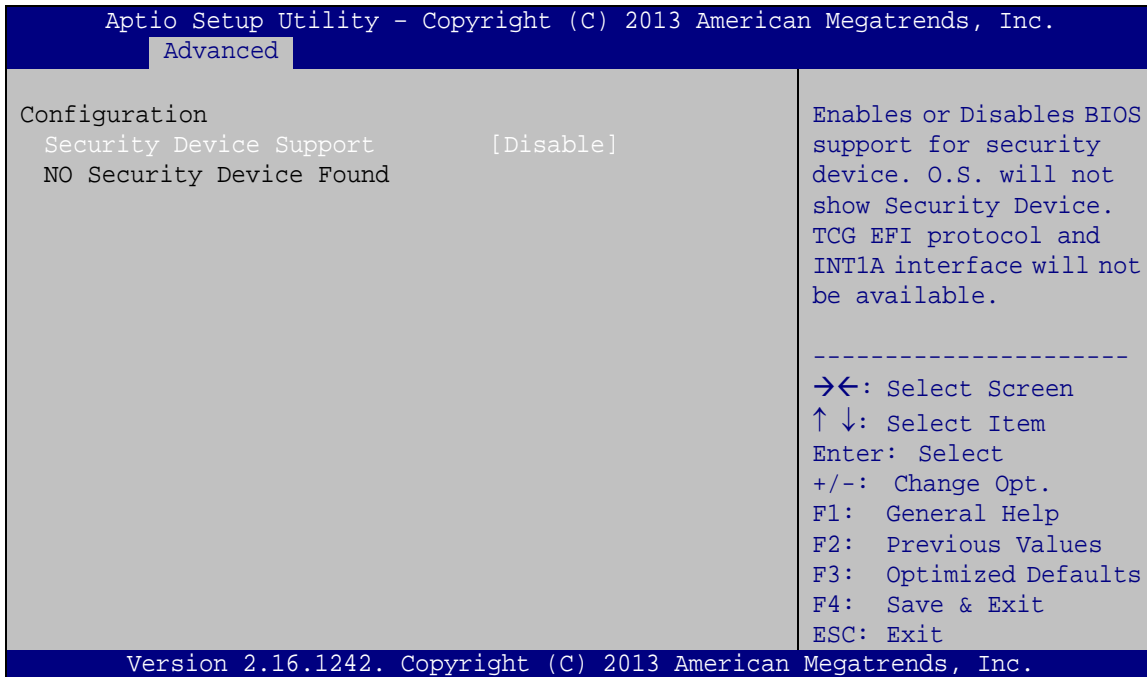 Aptio Setup Utility – Copyright (C) 2013 American Megatrends, Inc.
Advanced
Configuration
Security Device Support [Disable]
NO Security Device Found
Enables or Disables BIOS
support for security
device. O.S. will not
show Security Device.
TCG EFI protocol and
INT1A interface will not
be available.
----------------------
→←: Select Screen
↑ ↓: Select Item
Enter: Select
+/-: Change Opt.
F1: General Help
F2: Previous Values
F3: Optimized Defaults
F4: Save & Exit
ESC: Exit
Version 2.16.1242. Copyright (C) 2013 American Megatrends, Inc.